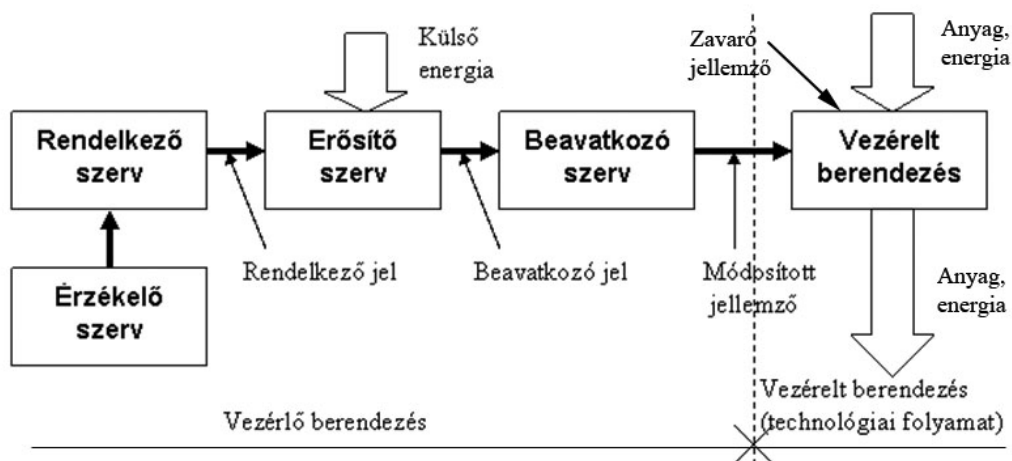 Külső
energia
Zavaró
jellemző
Anyag,
energia
Rendelkező
szerv
Erősítő
szerv
Beavatkozó
szerv
Vezérelt
berendezés
Rendelkező jel
Beavatkozó jel
Módosított
jellemző
Érzékelő
szerv
Anyag,
energia
Vezérlő berendezés
Vezérelt berendezés
(technológiai folyamat)